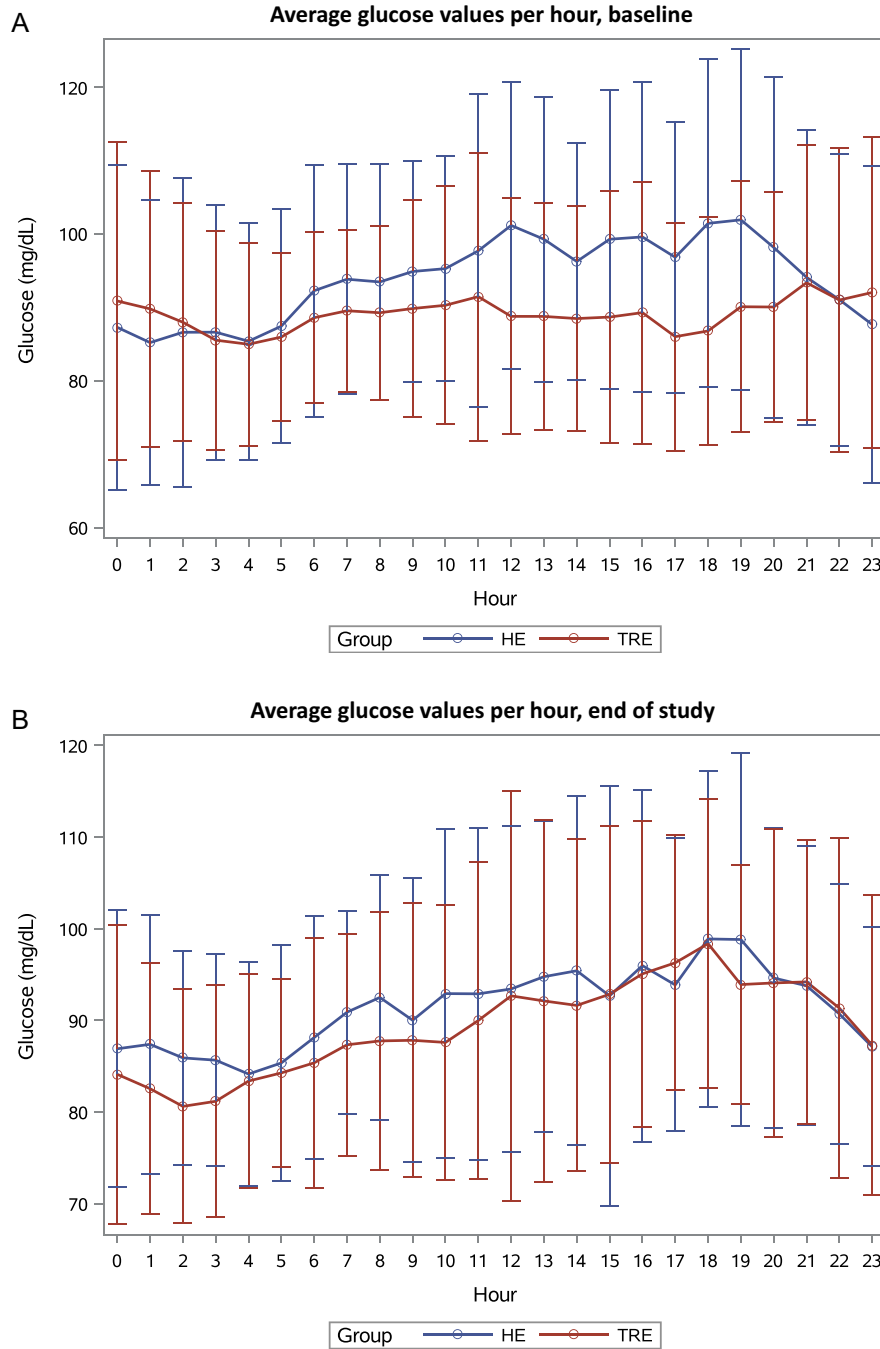 A
Average glucose values per hour, baseline
120
100
80
60
Glucose (mg/dL)
0 1 2 3 4 5 6 7 8 9 10 11 12 13 14 15 16 17 18 19 20 21 22 23
Hour
Group HE TRE
B
Average glucose values per hour, end of study
120
110
100
90
80
70
Glucose (mg/dL)
0 1 2 3 4 5 6 7 8 9 10 11 12 13 14 15 16 17 18 19 20 21 22 23
Hour
Group HE TRE